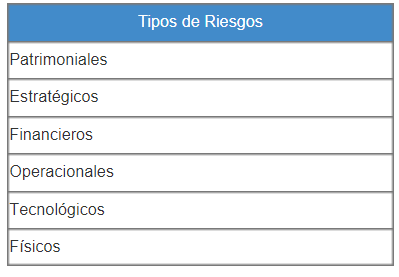 Tipos de Riesgos
Patrimoniales
Estratégicos
Financieros
Operacionales
Tecnológicos
Físicos